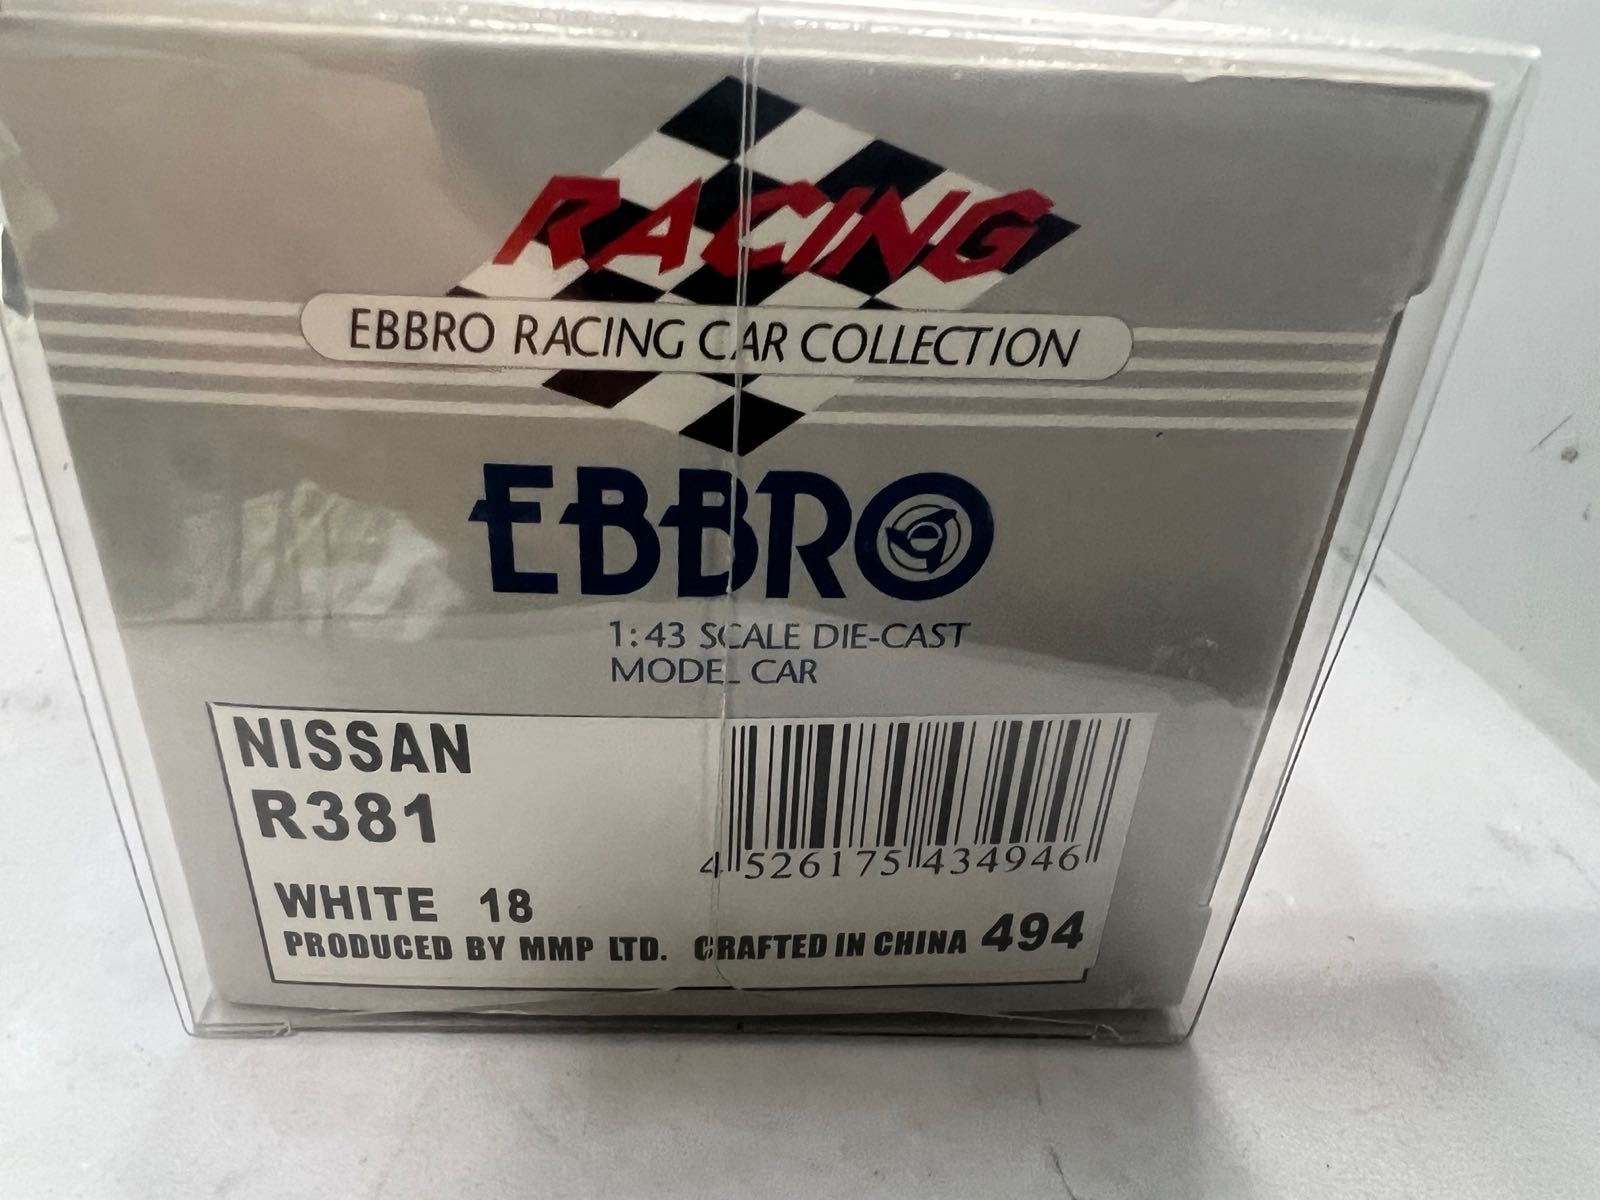 RACING
EBBRO RACING CAR COLLECTION
EBBRO
1:43 SCALE DIE-CAST
MODEL CAR
NISSAN
R381
4 526175 434946
WHITE 18
PRODUCED BY MMP LTD. CRAFTED IN CHINA 494